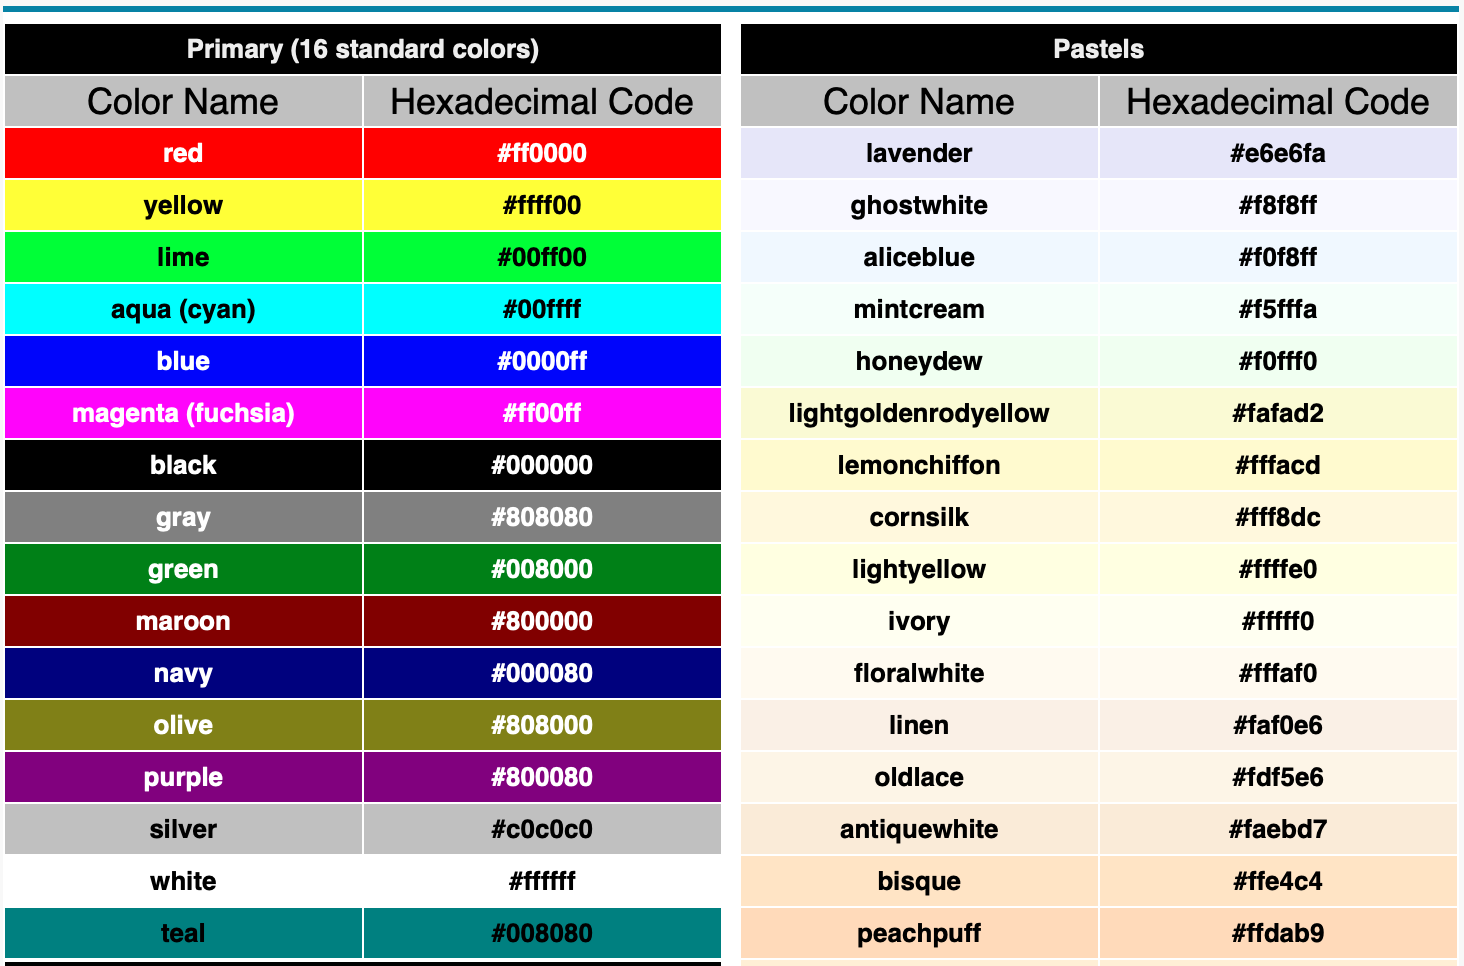 Primary (16 standard colors)
Color Name Hexadecimal Code
red #ff0000
yellow #ffff00
lime #00ff00
aqua (cyan) #00ffff
blue #0000ff
magenta (fuchsia) #ff00ff
black #000000
gray #808080
green #008000
maroon #800000
navy #000080
olive #808000
purple #800080
silver #c0c0c0
white #ffffff
teal #008080
Pastels
Color Name Hexadecimal Code
lavender #e6e6fa
ghostwhite #f8f8ff
aliceblue #f0f8ff
mintcream #f5fffa
honeydew #f0fff0
lightgoldenrodyellow #fafad2
lemonchiffon #fffacd
cornsilk #fff8dc
lightyellow #ffffe0
ivory #fffff0
floralwhite #fffaf0
linen #faf0e6
oldlace #fdf5e6
antiquewhite #faebd7
bisque #ffe4c4
peachpuff #ffdab9